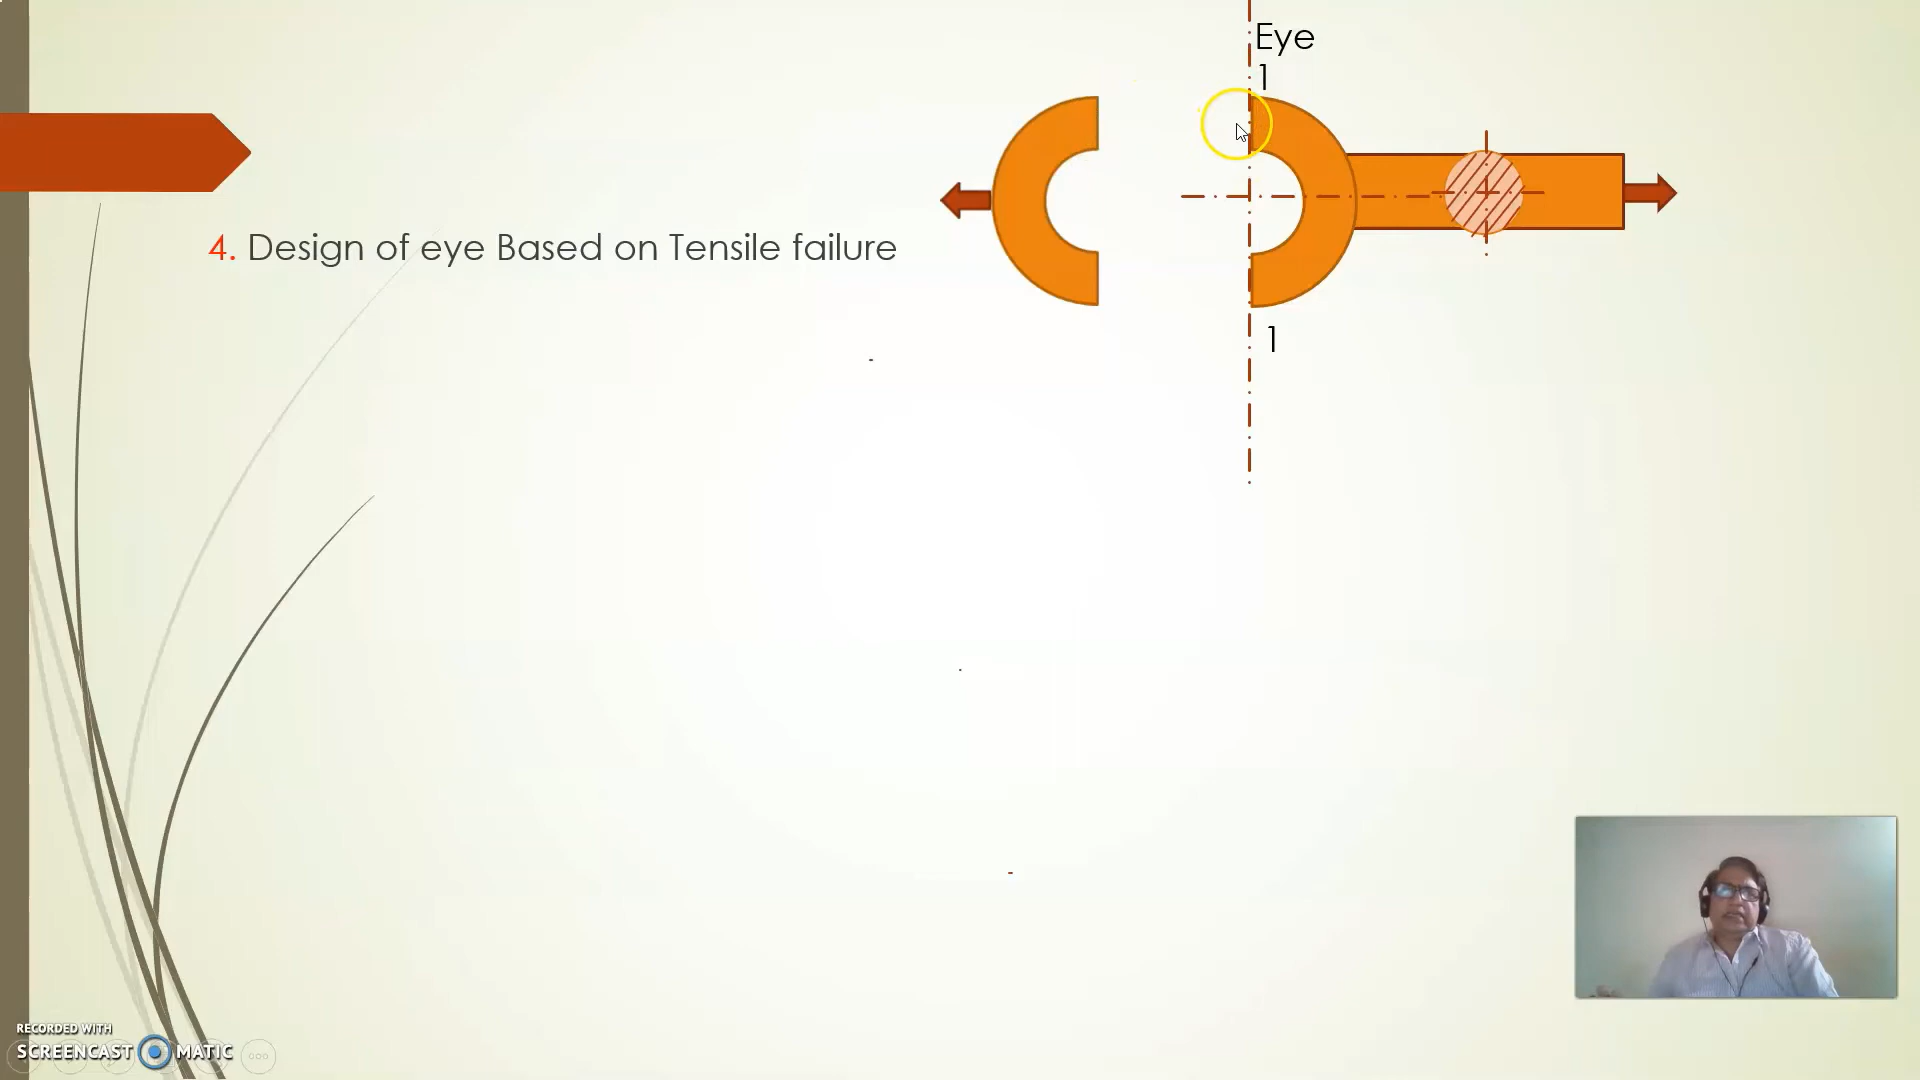 Eye
1
4. Design of eye Based on Tensile failure
1
RECORDED WITH
SCREENCAST MATIC